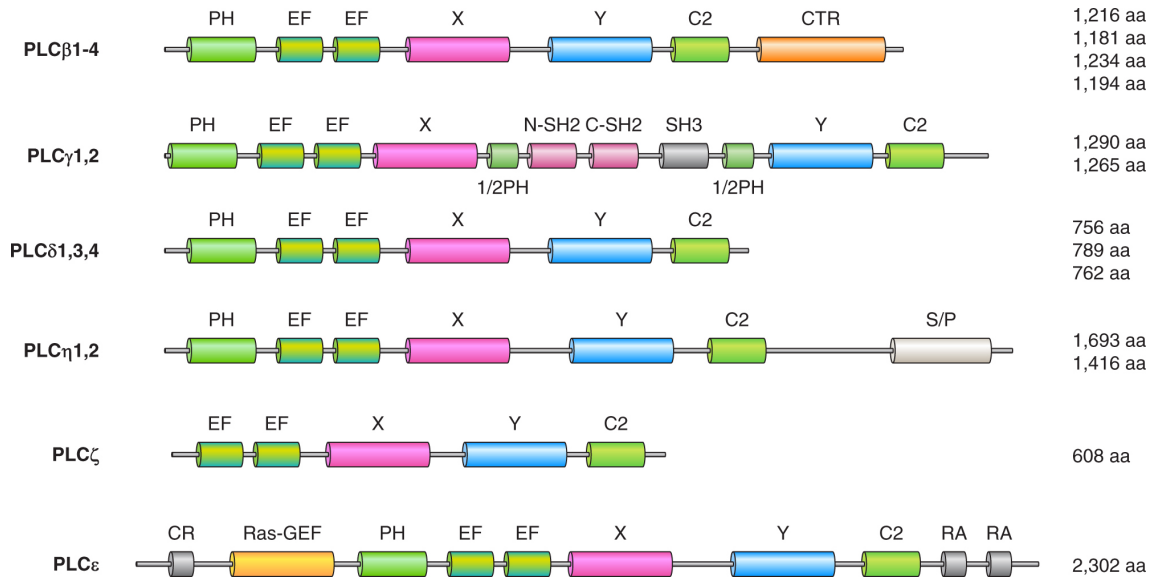 PH EF EF X Y C2 CTR
PLCβ1-4
1,216 aa
1,181 aa
1,234 aa
1,194 aa
PH EF EF X N-SH2 C-SH2 SH3 Y C2
PLCγ1,2
1/2PH 1/2PH
1,290 aa
1,265 aa
PH EF EF X Y C2
PLCδ1,3,4
756 aa
789 aa
762 aa
PH EF EF X Y C2 S/P
PLCη1,2
1,693 aa
1,416 aa
EF EF X Y C2
PLCζ
608 aa
CR Ras-GEF PH EF EF X Y C2 RA RA
PLCε
2,302 aa